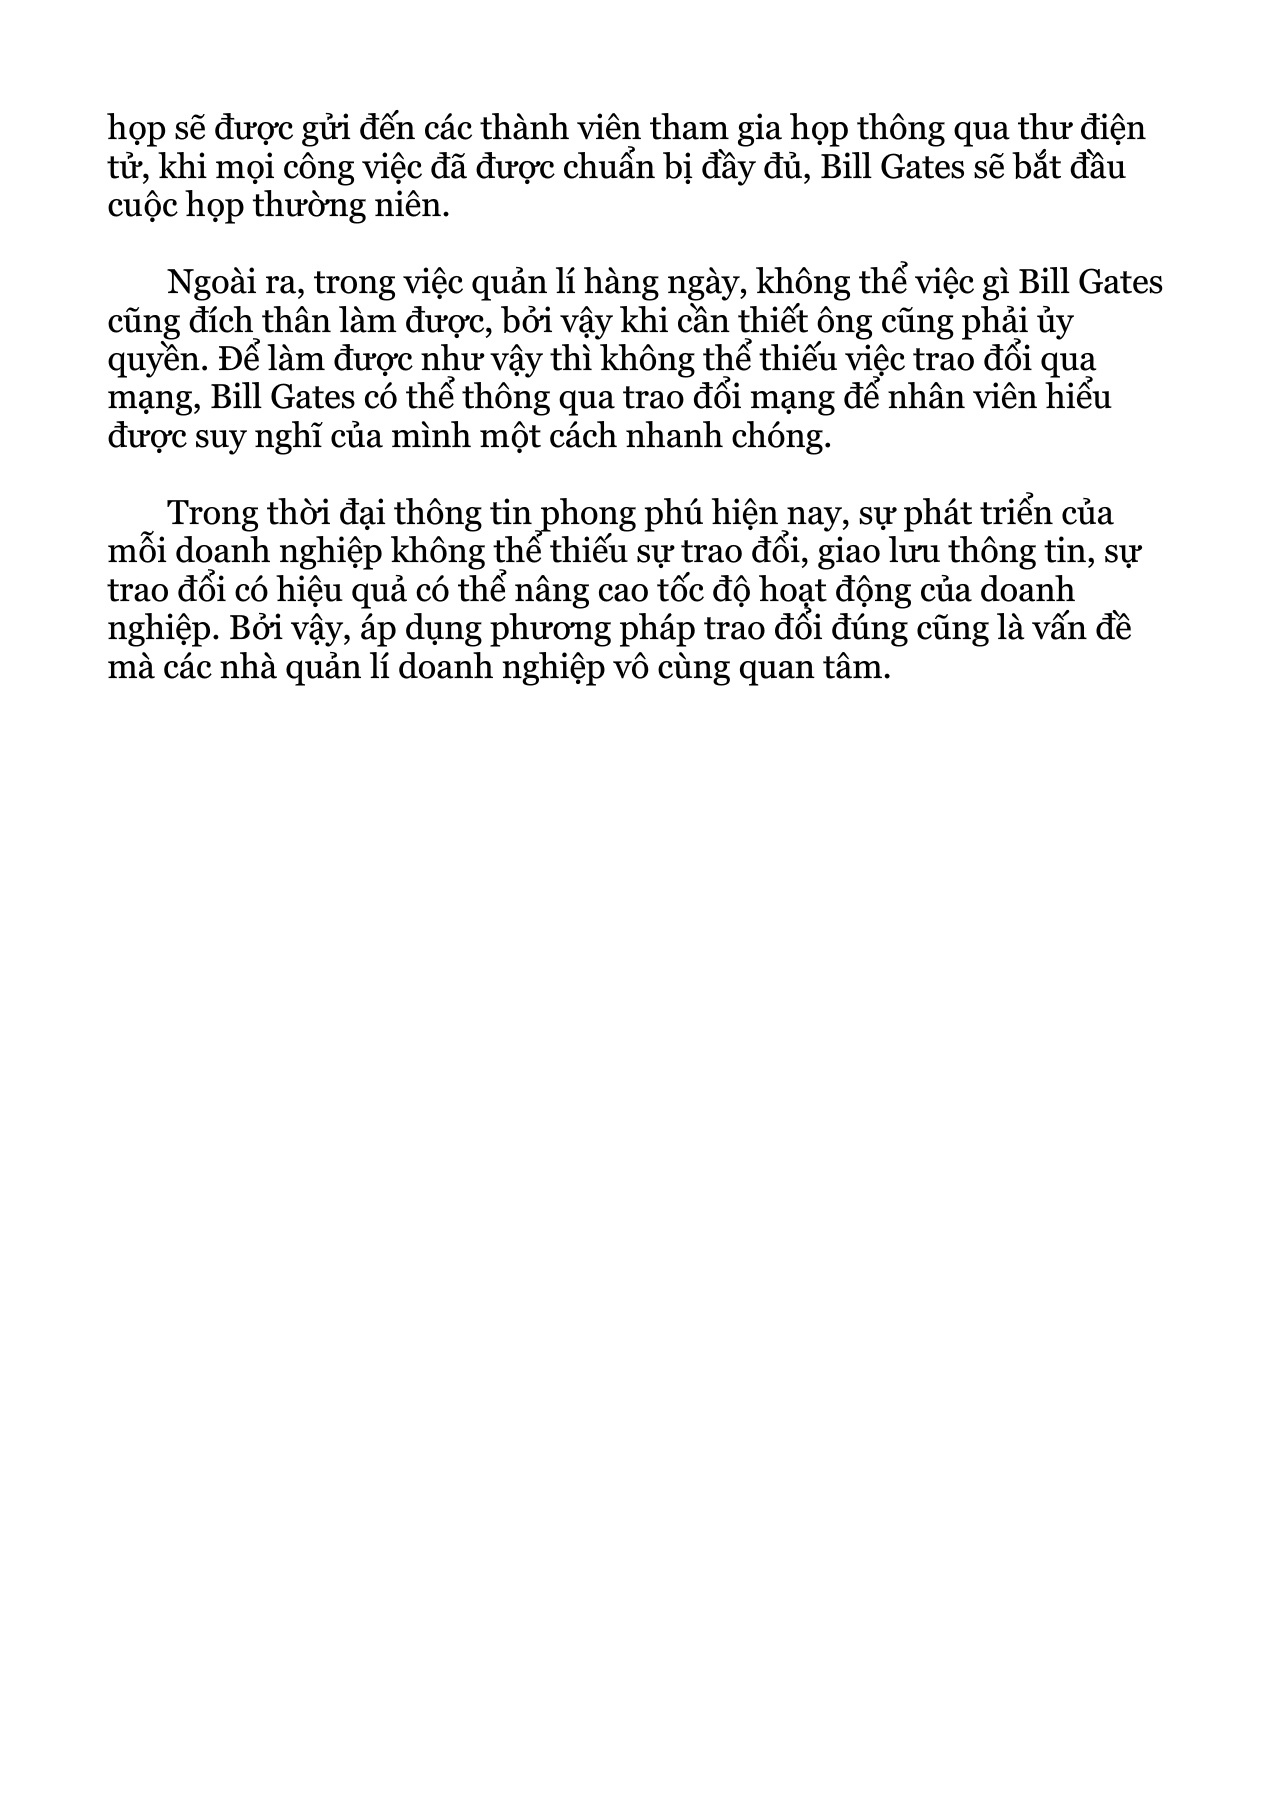 họp sẽ được gửi đến các thành viên tham gia họp thông qua thư điện
tử, khi mọi công việc đã được chuẩn bị đầy đủ, Bill Gates sẽ bắt đầu
cuộc họp thường niên.
Ngoài ra, trong việc quản lí hàng ngày, không thể việc gì Bill Gates
cũng đích thân làm được, bởi vậy khi cần thiết ông cũng phải ủy
quyền. Để làm được như vậy thì không thể thiếu việc trao đổi qua
mạng, Bill Gates có thể thông qua trao đổi mạng để nhân viên hiểu
được suy nghĩ của mình một cách nhanh chóng.
Trong thời đại thông tin phong phú hiện nay, sự phát triển của
mỗi doanh nghiệp không thể thiếu sự trao đổi, giao lưu thông tin, sự
trao đổi có hiệu quả có thể nâng cao tốc độ hoạt động của doanh
nghiệp. Bởi vậy, áp dụng phương pháp trao đổi đúng cũng là vấn đề
mà các nhà quản lí doanh nghiệp vô cùng quan tâm.